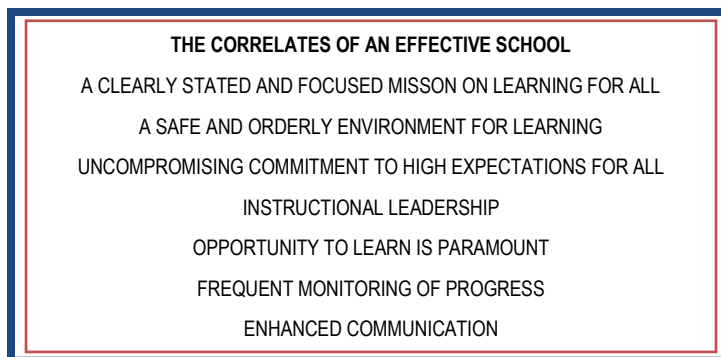 THE CORRELATES OF AN EFFECTIVE SCHOOL
A CLEARLY STATED AND FOCUSED MISSON ON LEARNING FOR ALL
A SAFE AND ORDERLY ENVIRONMENT FOR LEARNING
UNCOMPROMISING COMMITMENT TO HIGH EXPECTATIONS FOR ALL
INSTRUCTIONAL LEADERSHIP
OPPORTUNITY TO LEARN IS PARAMOUNT
FREQUENT MONITORING OF PROGRESS
ENHANCED COMMUNICATION